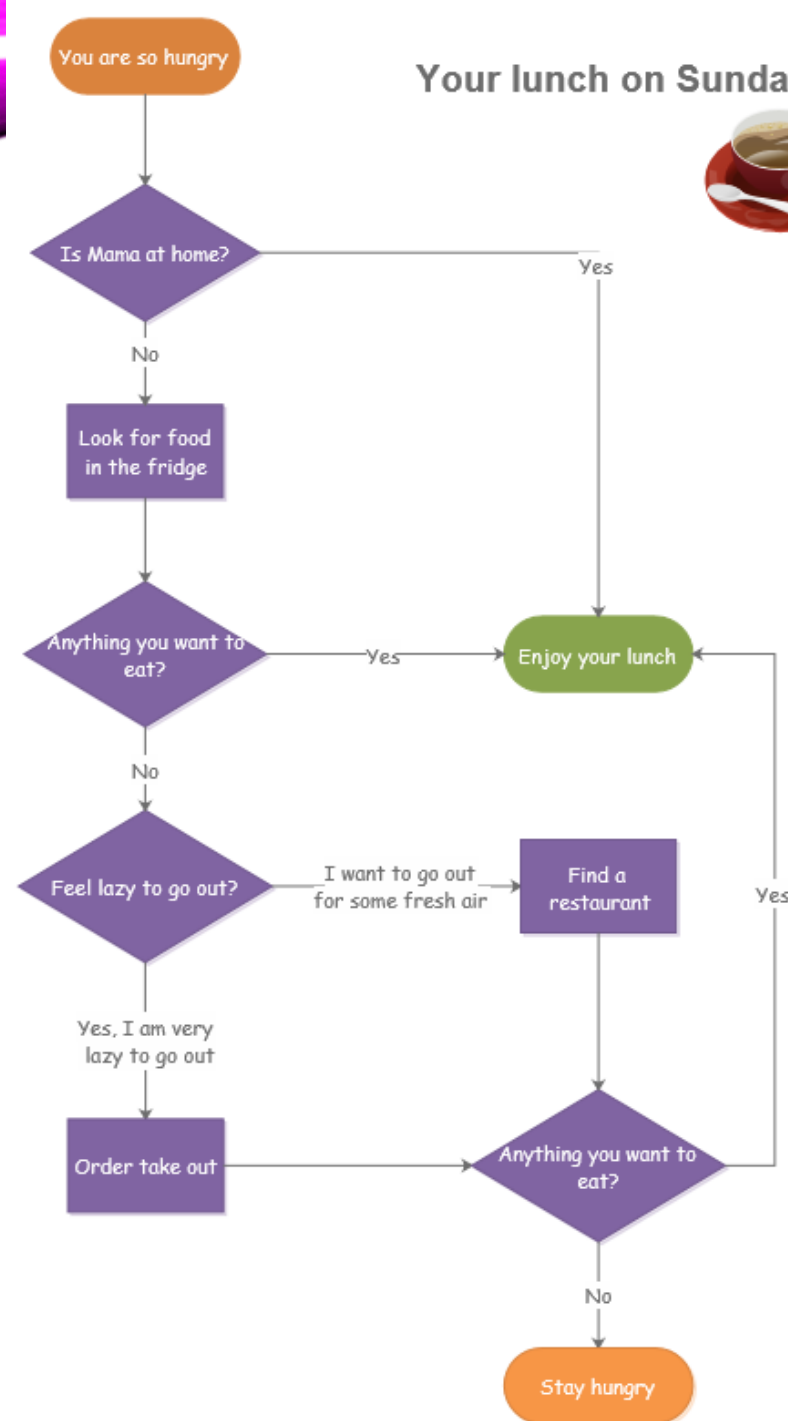 You are so hungry
Your lunch on Sunda
Is Mama at home?
Yes
No
Look for food
in the fridge
Anything you want to
eat?
Yes
Enjoy your lunch
No
Feel lazy to go out?
I want to go out
for some fresh air
Find a
restaurant
Yes
Yes, I am very
lazy to go out
Order take out
Anything you want to
eat?
No
Stay hungry